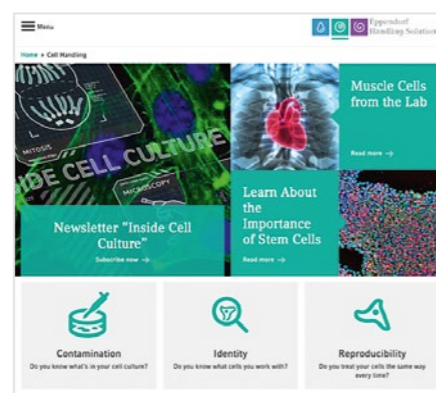 Menu
Eppendorf
Handling Solutions
Home » Cell Handling
MITOSIS
INSIDE CELL CULTURE
MICROSCOPY
Newsletter "Inside Cell
Culture"
Subscribe now →
Muscle Cells
from the Lab
Read more →
Learn About
the
Importance
of Stem Cells
Read more →
Contamination
Do you know what's in your cell culture?
Identity
Do you know what cells you work with?
Reproducibility
Do you treat your cells the same way
every time?